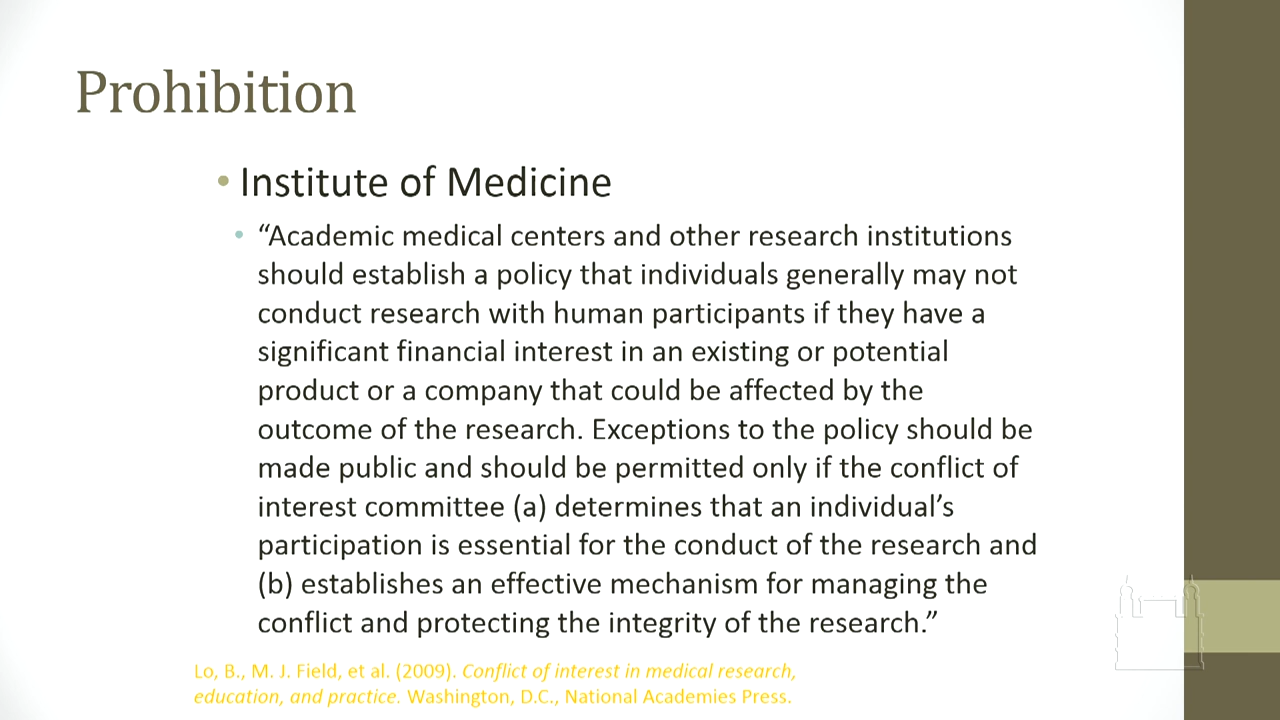 Prohibition
• Institute of Medicine
• “Academic medical centers and other research institutions
should establish a policy that individuals generally may not
conduct research with human participants if they have a
significant financial interest in an existing or potential
product or a company that could be affected by the
outcome of the research. Exceptions to the policy should be
made public and should be permitted only if the conflict of
interest committee (a) determines that an individual’s
participation is essential for the conduct of the research and
(b) establishes an effective mechanism for managing the
conflict and protecting the integrity of the research.”
Lo, B., M. J. Field, et al. (2009). Conflict of interest in medical research,
education, and practice. Washington, D.C., National Academies Press.